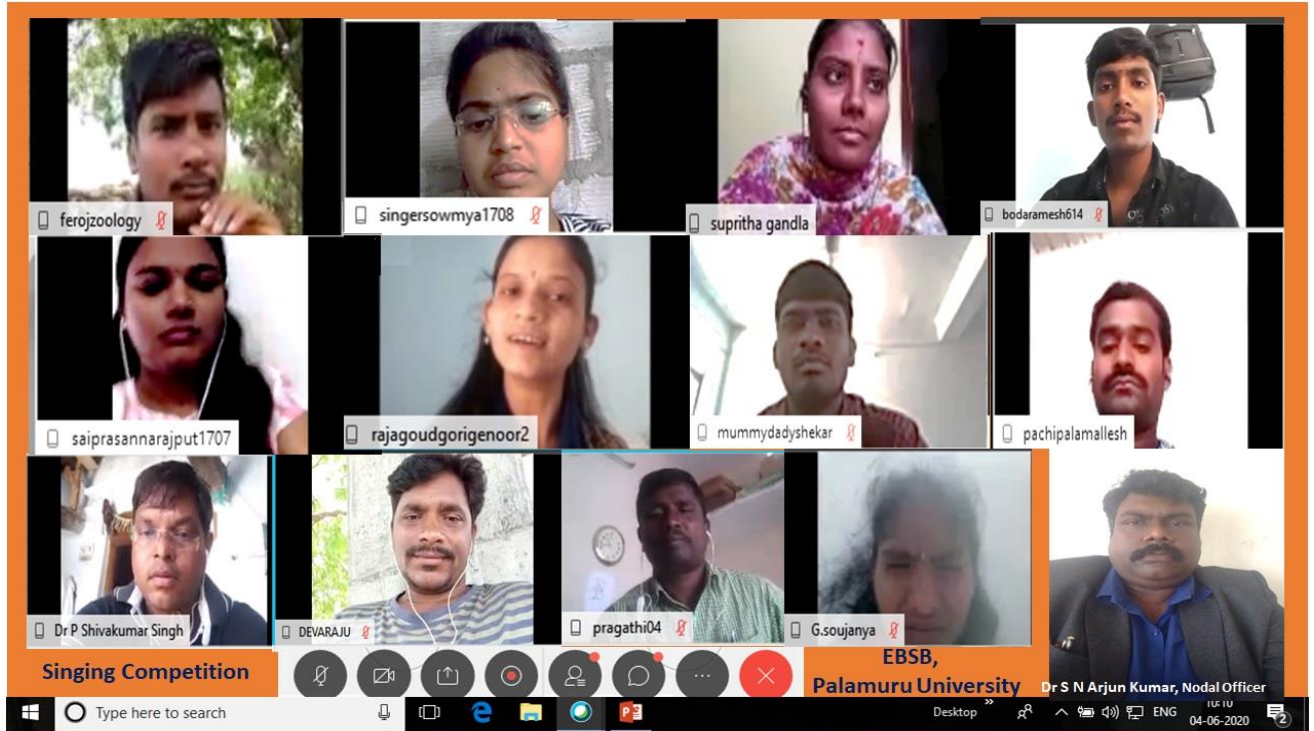 ferojzoology
singersowmya1708
supritha gandla
bodaramesh614
saiprasannarajput1707
rajagoudgorigenoor2
mummydadyshekar
pachipalamallesh
Dr P Shivakumar Singh
DEVARAJU
pragathi04
G.soujanya
Singing Competition
EBSB,
Palamuru University
Dr S N Arjun Kumar, Nodal Officer
Type here to search
Desktop
ENG
10:10
04-06-2020
2